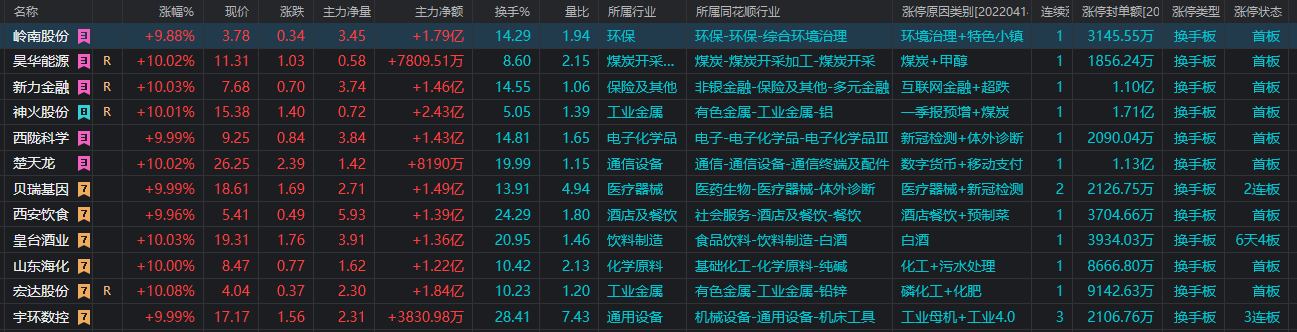 名称 涨幅% 现价 涨跌 主力净量 主力净额 换手% 量比 所属行业 所属同花顺行业 涨停原因类别[2022041 连续涨 涨停封单额[20 涨停类型 涨停状态
岭南股份 +9.88% 3.78 0.34 3.45 +1.79亿 14.29 1.94 环保 环保-环保-综合环境治理 环境治理+特色小镇 1 3145.55万 换手板 首板
昊华能源 R +10.02% 11.31 1.03 0.58 +7809.51万 8.60 2.15 煤炭开采... 煤炭-煤炭开采加工-煤炭开采 煤炭+甲醇 1 1856.24万 换手板 首板
新力金融 R +10.03% 7.68 0.70 3.74 +1.46亿 14.55 1.06 保险及其他 非银金融-保险及其他-多元金融 互联网金融+超跌 1 1.10亿 换手板 首板
神火股份 R +10.01% 15.38 1.40 0.72 +2.43亿 5.05 1.39 工业金属 有色金属-工业金属-铝 一季报预增+煤炭 1 1.71亿 换手板 首板
西陇科学 +9.99% 9.25 0.84 3.84 +1.43亿 14.81 1.65 电子化学品 电子-电子化学品-电子化学品Ⅲ 新冠检测+体外诊断 1 2090.04万 换手板 首板
楚天龙 +10.02% 26.25 2.39 1.42 +8190万 19.99 1.15 通信设备 通信-通信设备-通信终端及配件 数字货币+移动支付 1 1.13亿 换手板 首板
贝瑞基因 7 +9.99% 18.61 1.69 2.71 +1.49亿 13.91 4.94 医疗器械 医药生物-医疗器械-体外诊断 医疗器械+新冠检测 2 2126.75万 换手板 2连板
西安饮食 7 +9.96% 5.41 0.49 5.93 +1.39亿 24.29 1.80 酒店及餐饮 社会服务-酒店及餐饮-餐饮 酒店餐饮+预制菜 1 3704.66万 换手板 首板
皇台酒业 7 +10.03% 19.31 1.76 3.91 +1.36亿 20.95 1.46 饮料制造 食品饮料-饮料制造-白酒 白酒 1 3934.03万 换手板 6天4板
山东海化 7 +10.00% 8.47 0.77 1.62 +1.22亿 10.42 2.13 化学原料 基础化工-化学原料-纯碱 化工+污水处理 1 8666.80万 换手板 首板
宏达股份 7 R +10.08% 4.04 0.37 2.30 +1.84亿 10.23 1.20 工业金属 有色金属-工业金属-铅锌 磷化工+化肥 1 9142.63万 换手板 首板
宇环数控 7 +9.99% 17.17 1.56 2.31 +3830.98万 28.41 7.43 通用设备 机械设备-通用设备-机床工具 工业母机+工业4.0 3 2106.76万 换手板 3连板